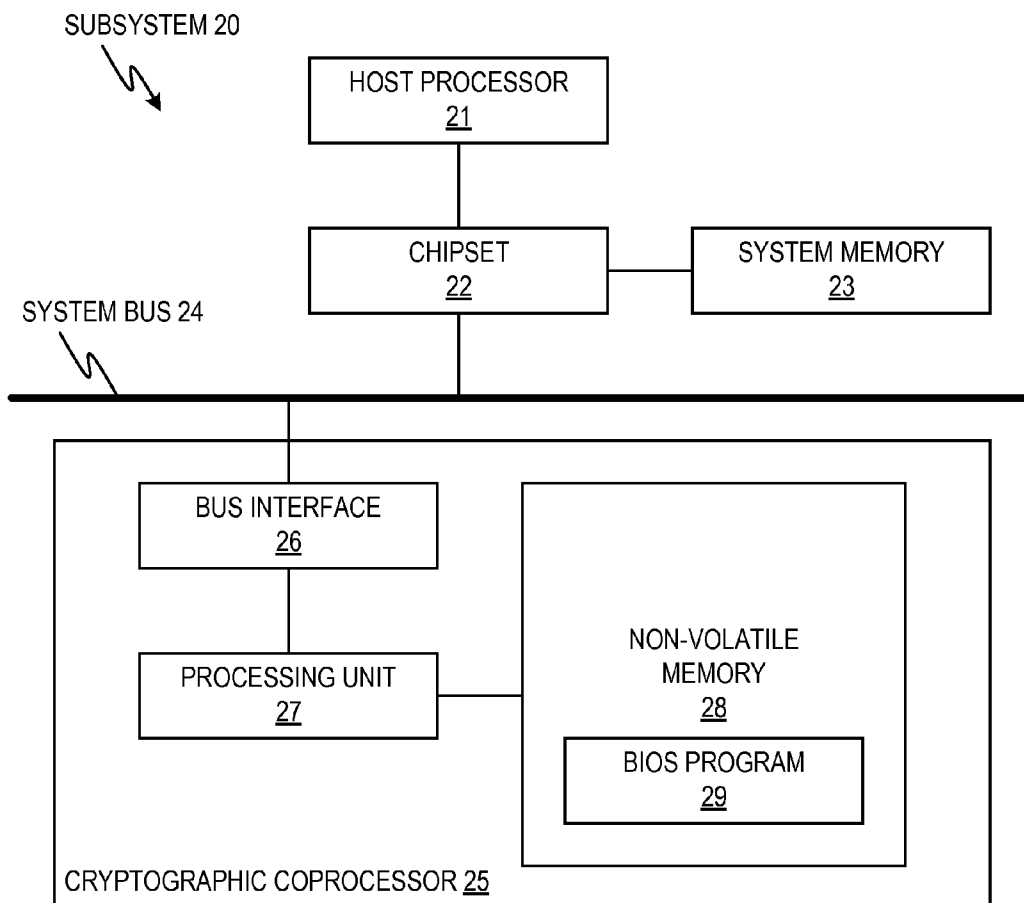 SUBSYSTEM 20
HOST PROCESSOR
21
CHIPSET
22
SYSTEM MEMORY
23
SYSTEM BUS 24
BUS INTERFACE
26
PROCESSING UNIT
27
NON-VOLATILE
MEMORY
28
BIOS PROGRAM
29
CRYPTOGRAPHIC COPROCESSOR 25